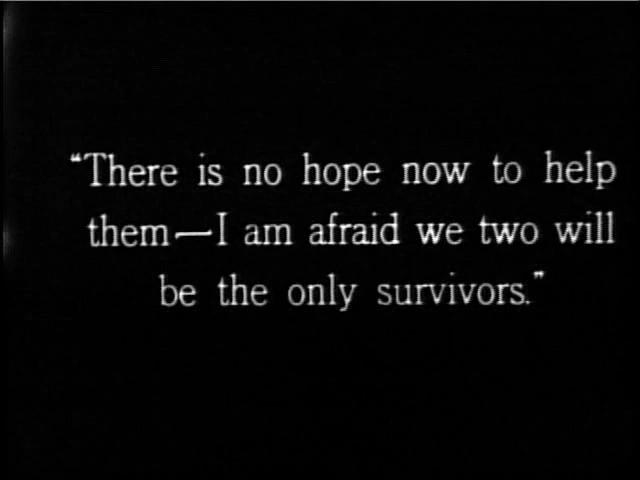 “There is no hope now to help
them—I am afraid we two will
be the only survivors.”